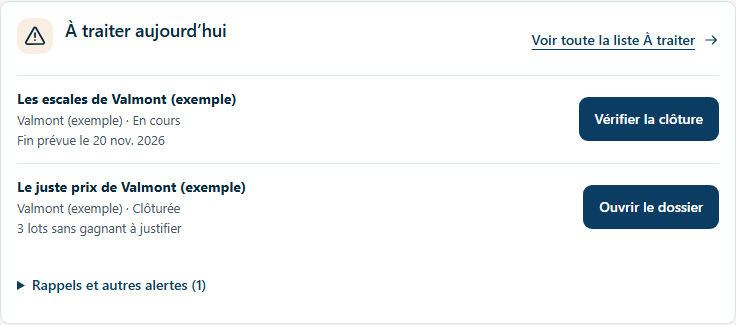 À traiter aujourd’hui
Voir toute la liste À traiter →
Les escales de Valmont (exemple)
Valmont (exemple) · En cours
Fin prévue le 20 nov. 2026
Vérifier la clôture
Le juste prix de Valmont (exemple)
Valmont (exemple) · Clôturée
3 lots sans gagnant à justifier
Ouvrir le dossier
Rappels et autres alertes (1)